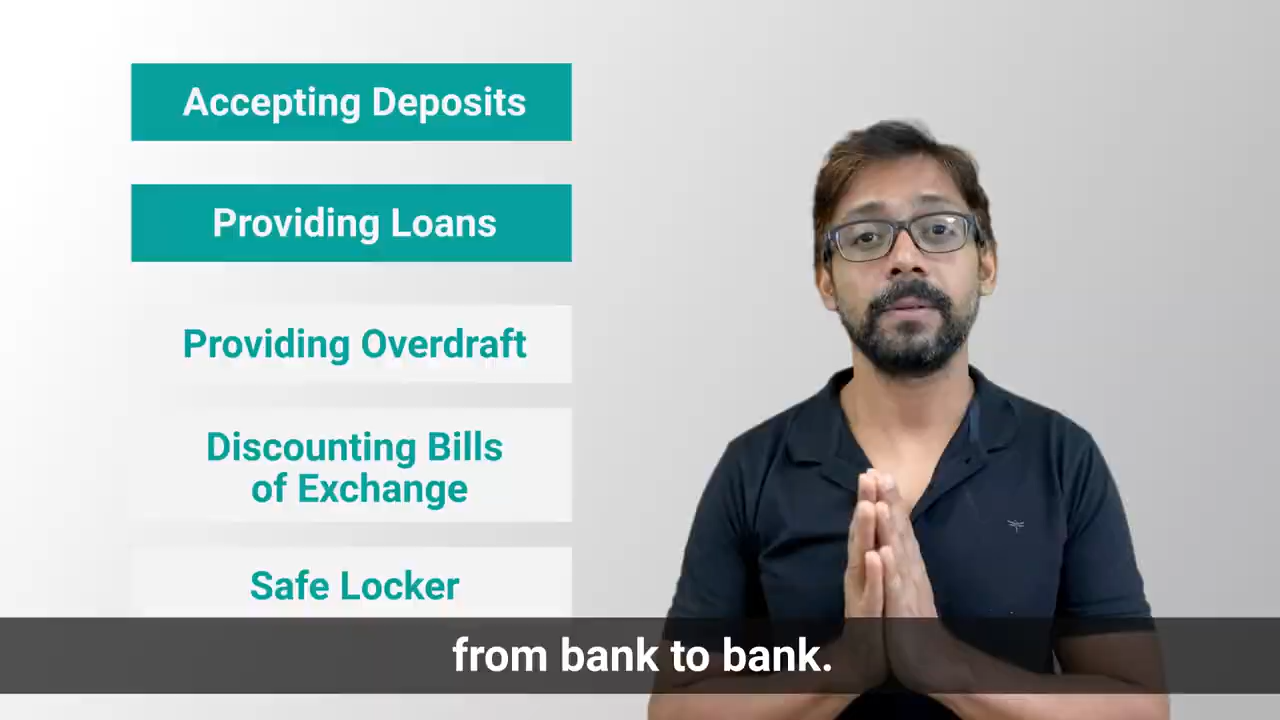 Accepting Deposits
Providing Loans
Providing Overdraft
Discounting Bills
of Exchange
Safe Locker
from bank to bank.